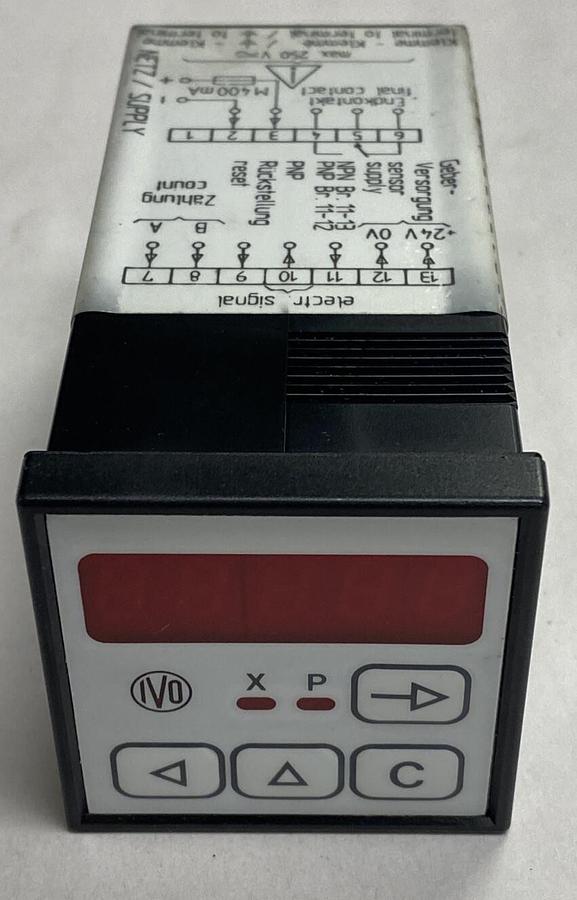 Klemme - Klemme / terminal to terminal
max. 250 V
NETZ / SUPPLY
+
-
M 400 mA
Endkontakt
final contact
1 2 3 4 5 6
Zählung
count
A B
Rückstellung
reset
PNP
NPN Br. 11-13
PNP Br. 11-12
Geber-
Versorgung
sensor
supply
+24V 0V
7 8 9 10 11 12 13
electr. signal
IVO
X P
C